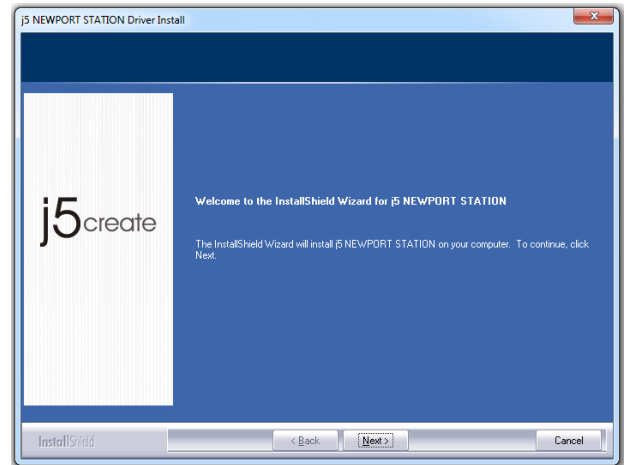 j5 NEWPORT STATION Driver Install
j5create
Welcome to the InstallShield Wizard for j5 NEWPORT STATION
The InstallShield Wizard will install j5 NEWPORT STATION on your computer. To continue, click
Next.
InstallShield
< Back
Next >
Cancel